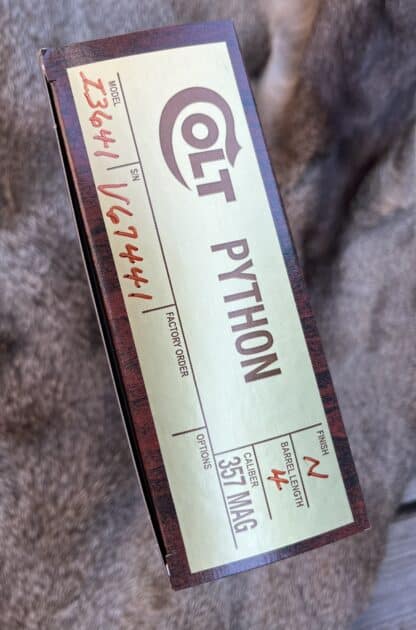 COLT PYTHON
FINISH
N
BARREL LENGTH
4
CALIBER
357 MAG
MODEL
I3641
S/N
V67441
FACTORY ORDER
OPTIONS